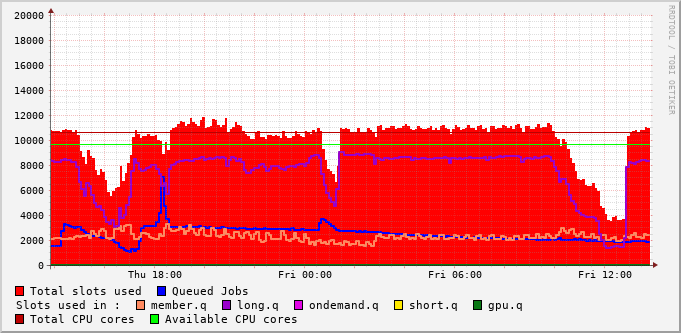 20000
18000
16000
14000
12000
10000
8000
6000
4000
2000
0
Thu 18:00 Fri 00:00 Fri 06:00 Fri 12:00
RRDTOOL / TOBI OETIKER
Total slots used Queued Jobs
Slots used in : member.q long.q ondemand.q short.q gpu.q
Total CPU cores Available CPU cores